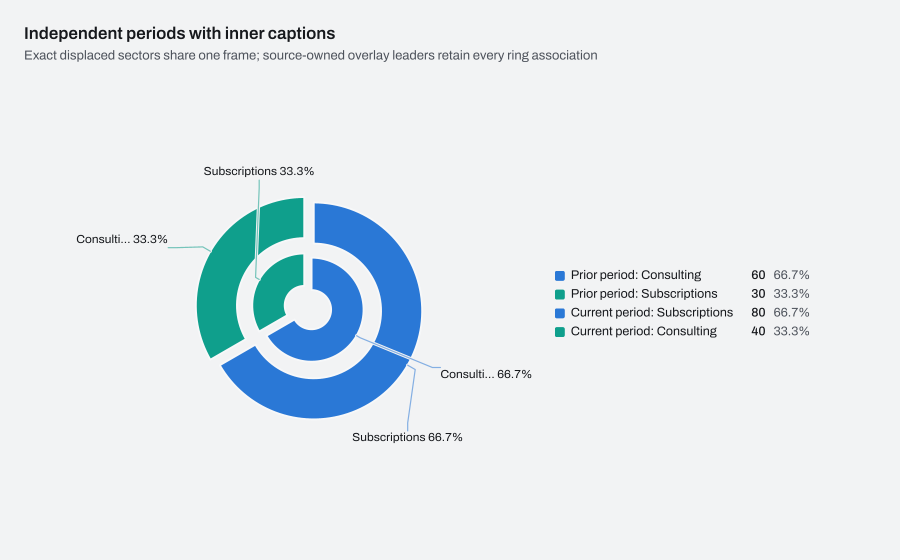 Independent periods with inner captions
Exact displaced sectors share one frame; source-owned overlay leaders retain every ring association
Subscriptions 33.3%
Consulti... 33.3%
Consulti... 66.7%
Subscriptions 66.7%
Prior period: Consulting 60 66.7%
Prior period: Subscriptions 30 33.3%
Current period: Subscriptions 80 66.7%
Current period: Consulting 40 33.3%